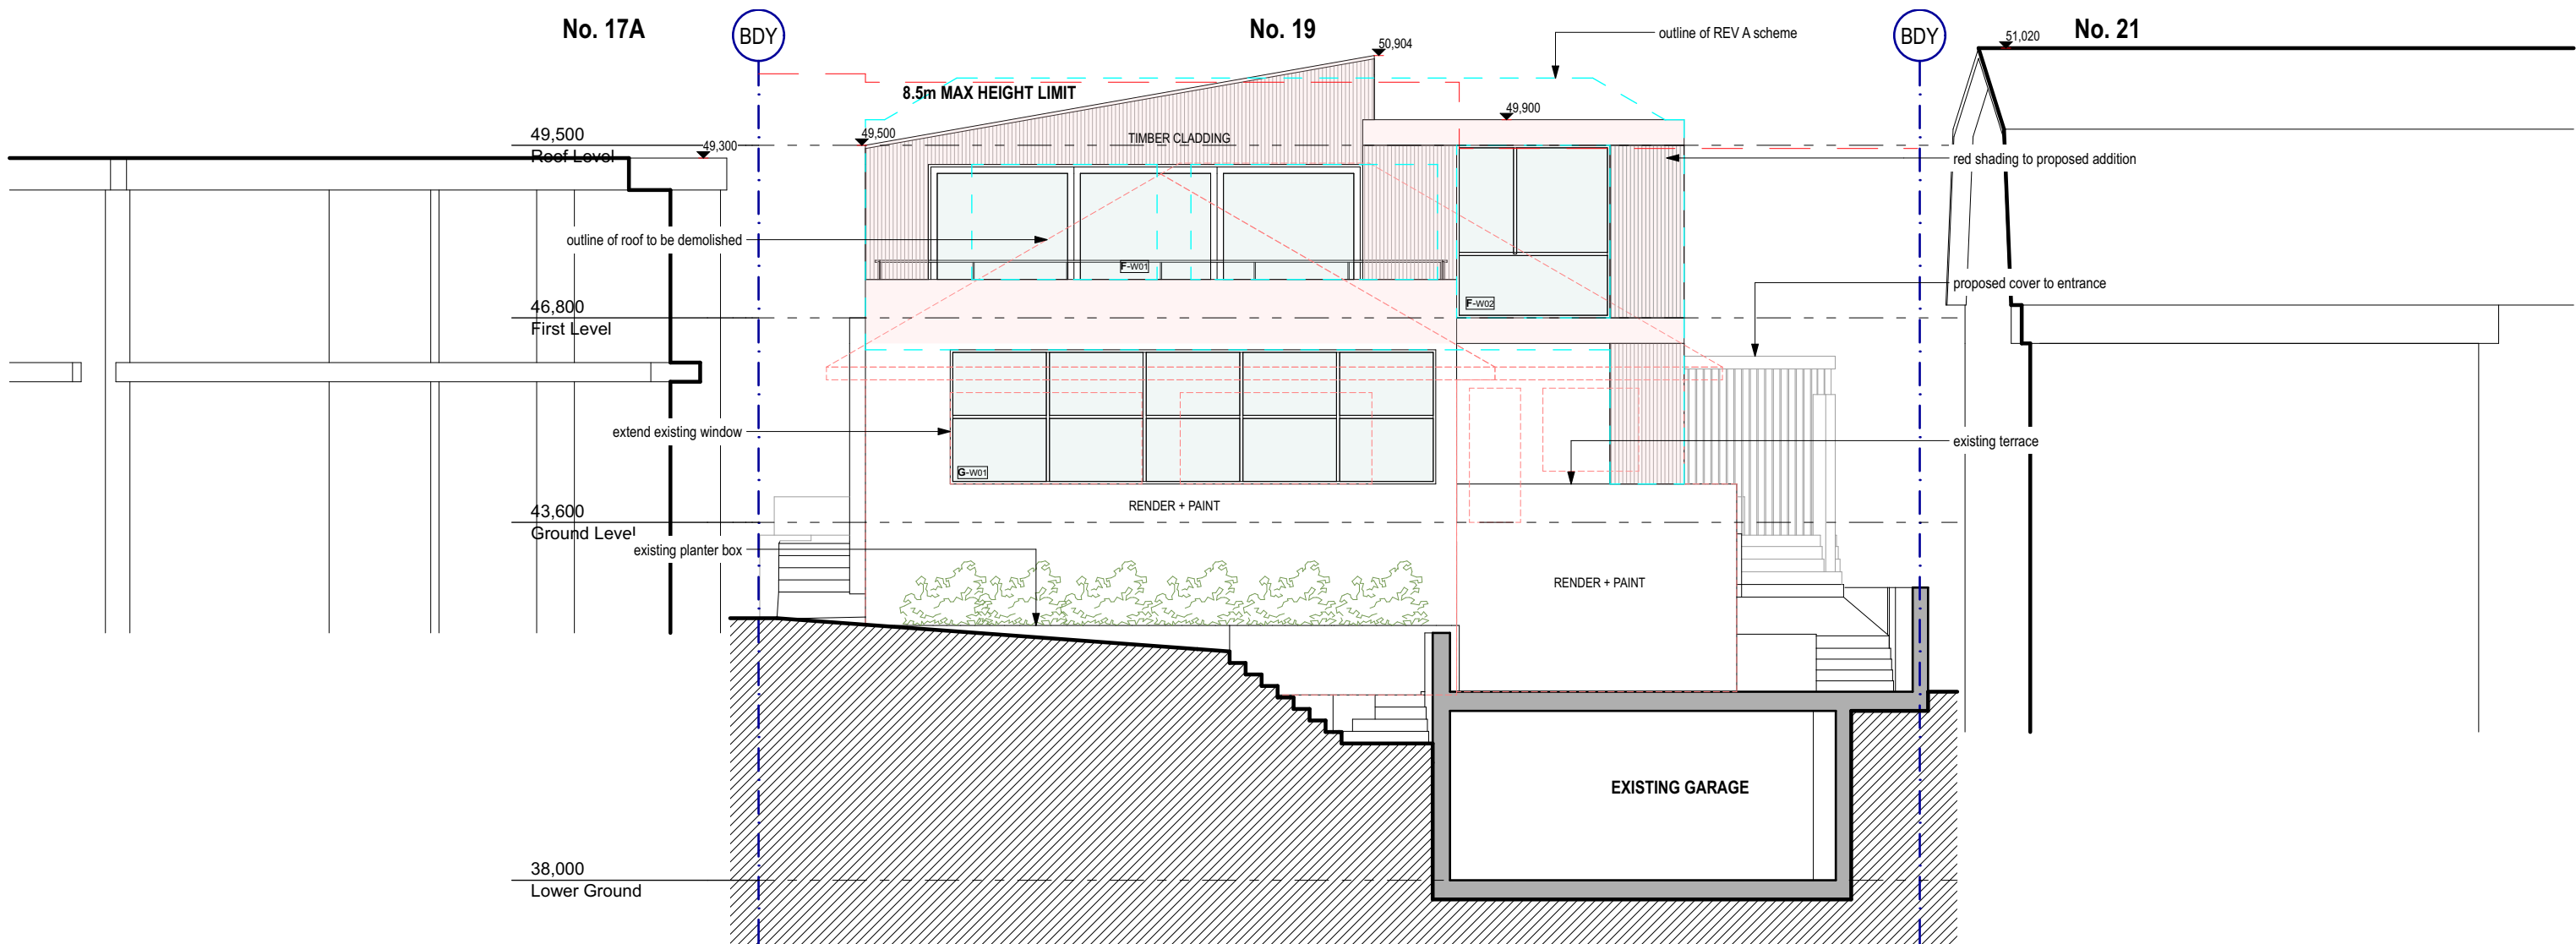 No. 17A
BDY
No. 19
50,904
outline of REV A scheme
BDY
51,020
No. 21
8.5m MAX HEIGHT LIMIT
49,900
49,500
Roof Level
49,300
49,500
TIMBER CLADDING
red shading to proposed addition
outline of roof to be demolished
F-W01
46,800
First Level
F-W02
proposed cover to entrance
extend existing window
G-W01
existing terrace
RENDER + PAINT
43,600
Ground Level
existing planter box
RENDER + PAINT
EXISTING GARAGE
38,000
Lower Ground